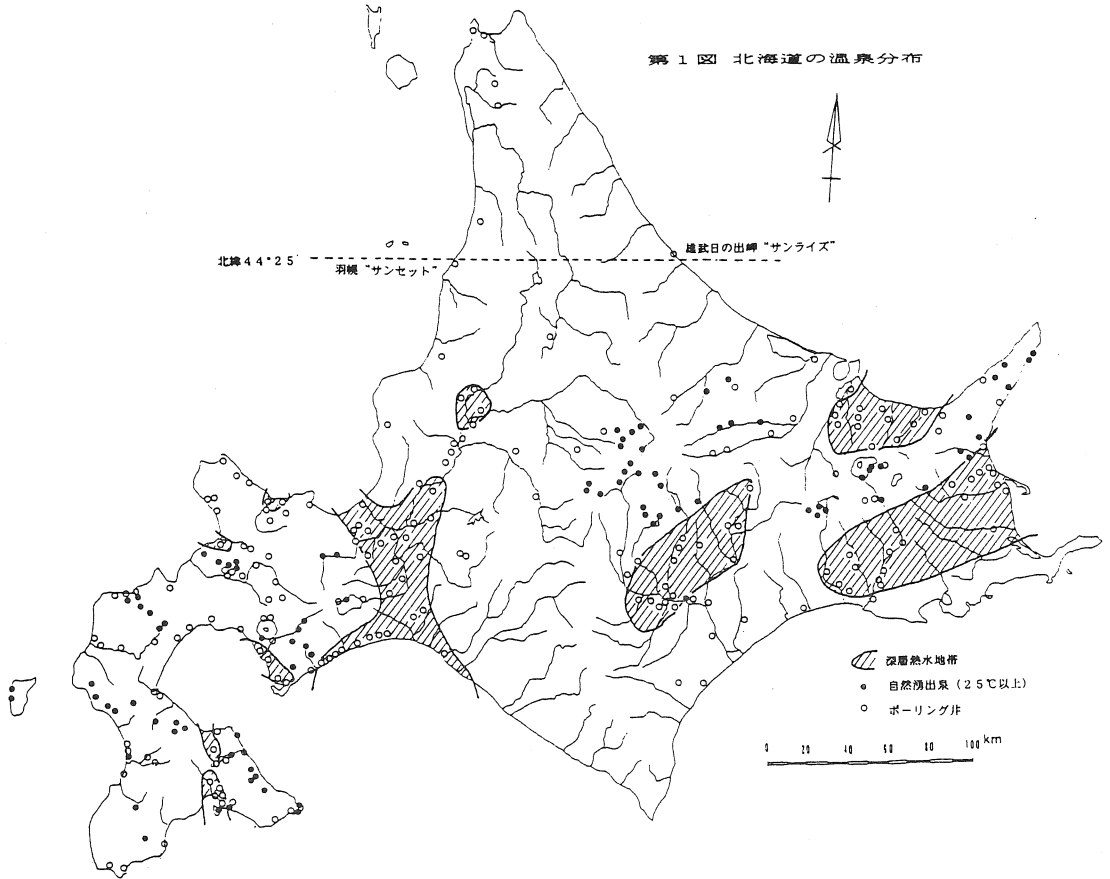 第１図 北海道の温泉分布
雄武日の出岬“サンライズ”
北緯４４°２５′
羽幌“サンセット”
深層熱水地帯
自然湧出泉（２５℃以上）
ボーリング井
0 20 40 60 80 100 km